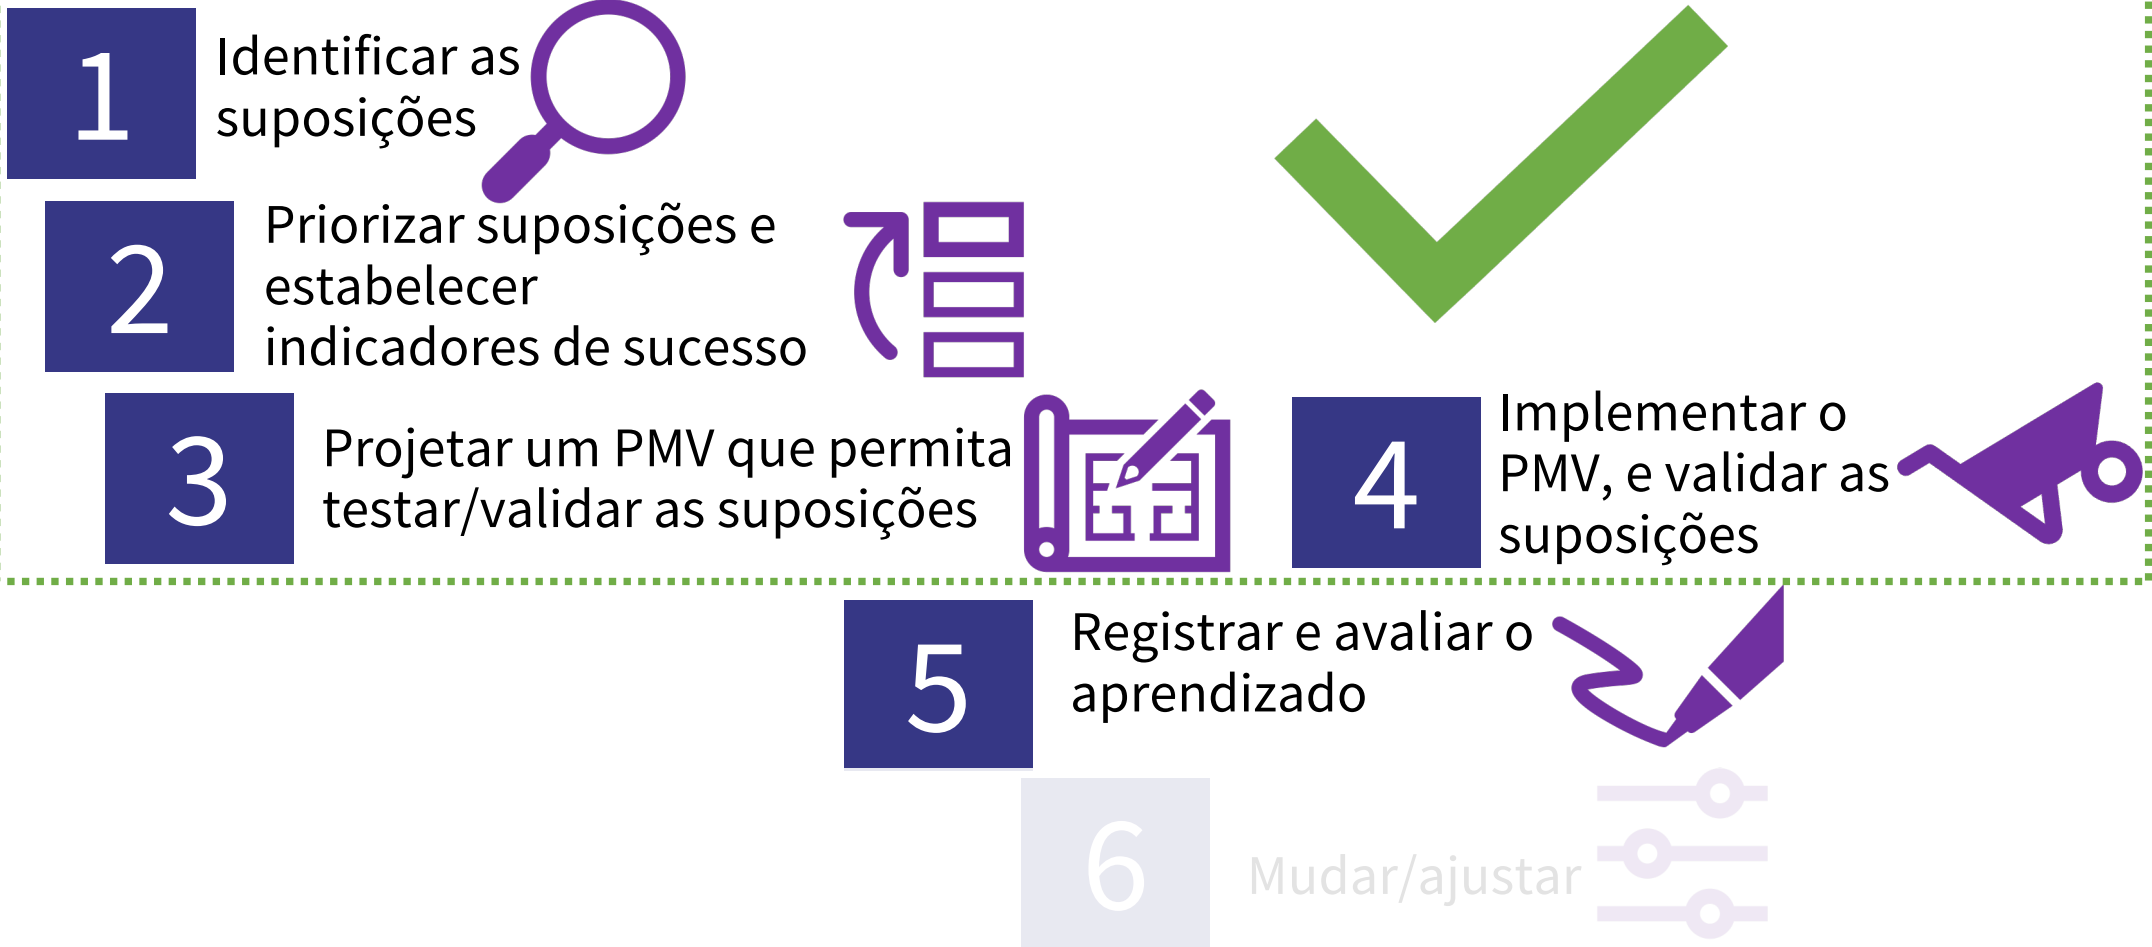 1
Identificar as
suposições
2
Priorizar suposições e
estabelecer
indicadores de sucesso
3
Projetar um PMV que permita
testar/validar as suposições
4
Implementar o
PMV, e validar as
suposições
5
Registrar e avaliar o
aprendizado
6
Mudar/ajustar